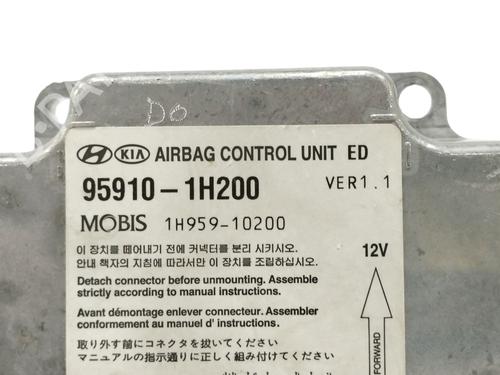 DO
HYUNDAI KIA AIRBAG CONTROL UNIT ED
95910-1H200 VER1.1
MOBIS 1H959-10200
이 장치를 떼어내기 전에 커넥터를 분리 시키시오.
안내 책자의 지침에 따라서만 이 장치를 조립하십시오.
12V
Detach connector before unmounting. Assemble
strictly according to manual instructions.
Avant démontage enlever connecteur. Assembler
conformement au manuel d' instructions.
取り外す前にコネクタを抜いて
マニュアルの指示通りに正しく組み付けてください
FORWARD